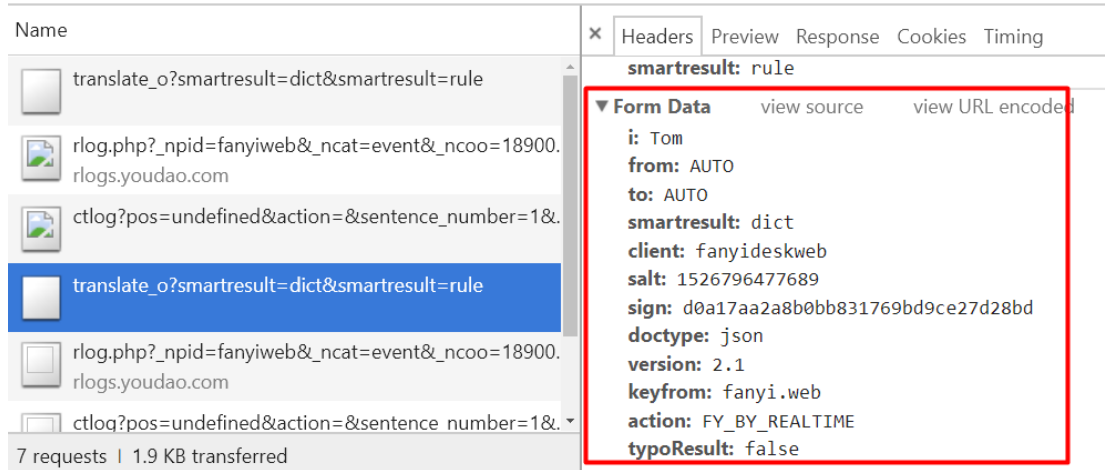 Name
translate_o?smartresult=dict&smartresult=rule
rlog.php?_npid=fanyiweb&_ncat=event&_ncoo=18900.
rlogs.youdao.com
ctlog?pos=undefined&action=&sentence_number=1&.
translate_o?smartresult=dict&smartresult=rule
rlog.php?_npid=fanyiweb&_ncat=event&_ncoo=18900.
rlogs.youdao.com
ctlog?pos=undefined&action=&sentence_number=1&.
7 requests | 1.9 KB transferred
× Headers Preview Response Cookies Timing
smartresult: rule
▼ Form Data view source view URL encoded
i: Tom
from: AUTO
to: AUTO
smartresult: dict
client: fanyideskweb
salt: 1526796477689
sign: d0a17aa2a8b0bb831769bd9ce27d28bd
doctype: json
version: 2.1
keyfrom: fanyi.web
action: FY_BY_REALTIME
typoResult: false